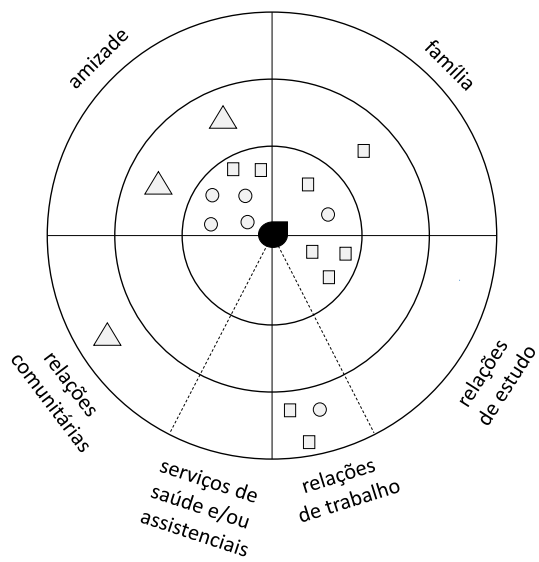 amizade
família
relações
comunitárias
relações
de estudo
serviços de
saúde e/ou
assistenciais
relações
de trabalho